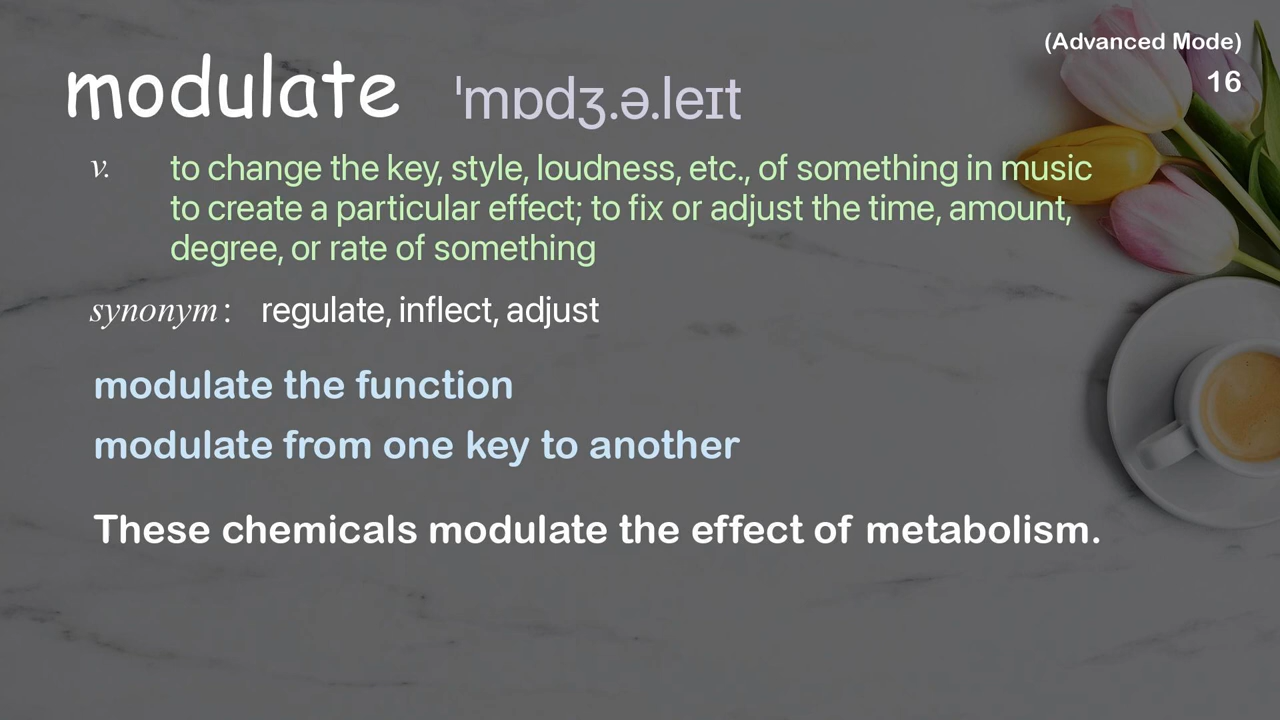 (Advanced Mode)
16
modulate ˈmɒdʒ.ə.leɪt
v. to change the key, style, loudness, etc., of something in music
to create a particular effect; to fix or adjust the time, amount,
degree, or rate of something
synonym: regulate, inflect, adjust
modulate the function
modulate from one key to another
These chemicals modulate the effect of metabolism.